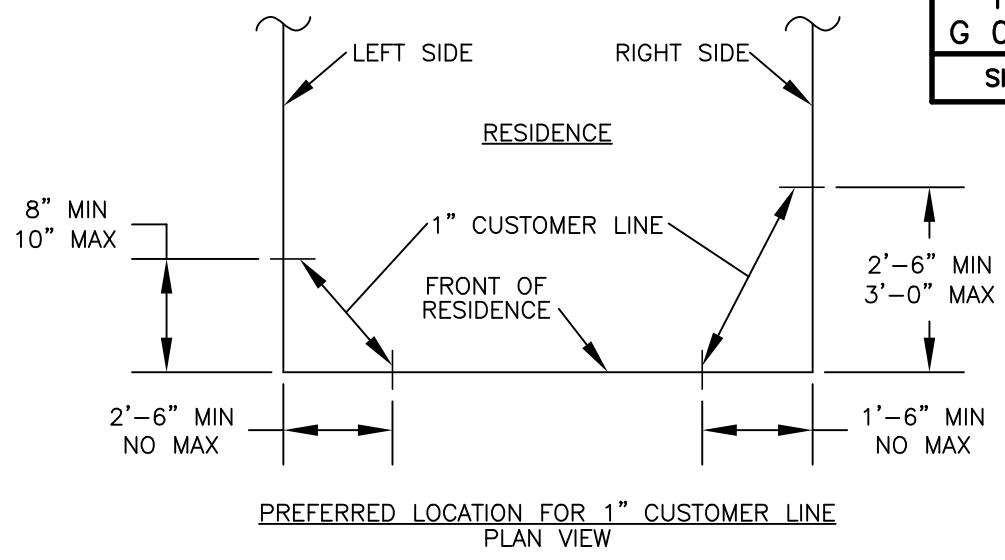 G C
SI
LEFT SIDE
RIGHT SIDE
RESIDENCE
8” MIN
10” MAX
1” CUSTOMER LINE
FRONT OF
RESIDENCE
2’-6” MIN
3’-0” MAX
2’-6” MIN
NO MAX
1’-6” MIN
NO MAX
PREFERRED LOCATION FOR 1” CUSTOMER LINE
PLAN VIEW